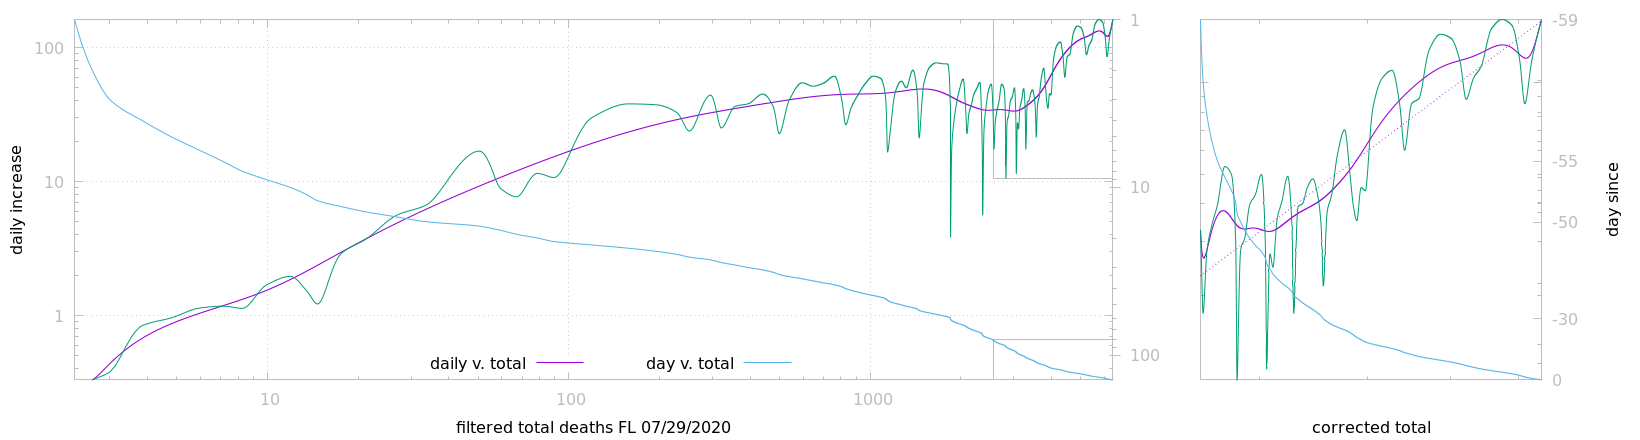 daily increase
100
10
1
10
100
1000
1
10
100
daily v. total
day v. total
filtered total deaths FL 07/29/2020
-59
-55
-50
-30
0
day since
corrected total